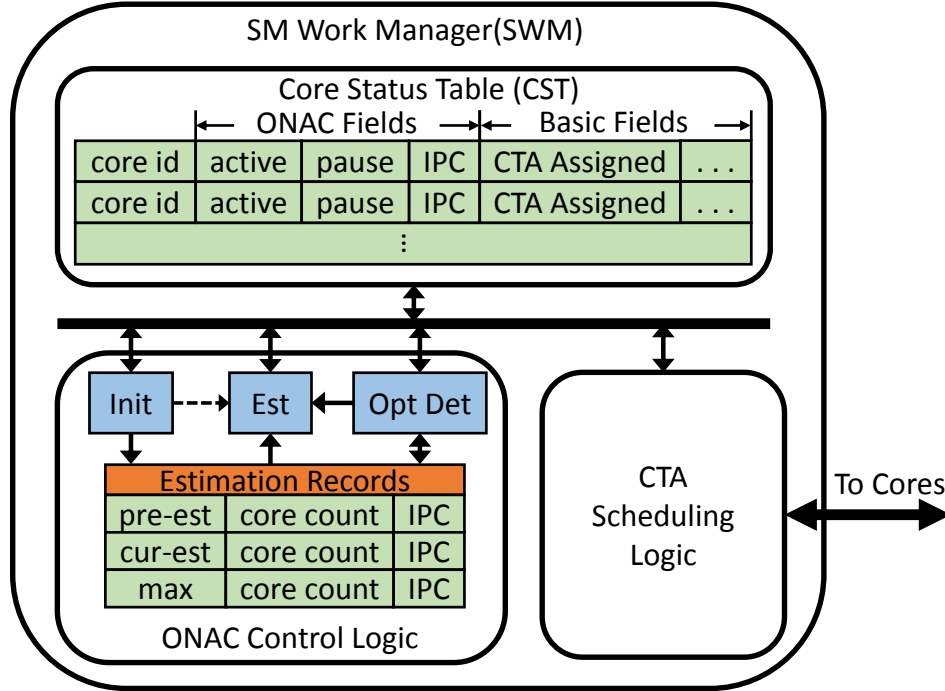 SM Work Manager(SWM)
Core Status Table (CST)
ONAC Fields Basic Fields
core id active pause IPC CTA Assigned . . .
core id active pause IPC CTA Assigned . . .
...
Init Est Opt Det
Estimation Records
pre-est core count IPC
cur-est core count IPC
max core count IPC
ONAC Control Logic
CTA
Scheduling
Logic
To Cores